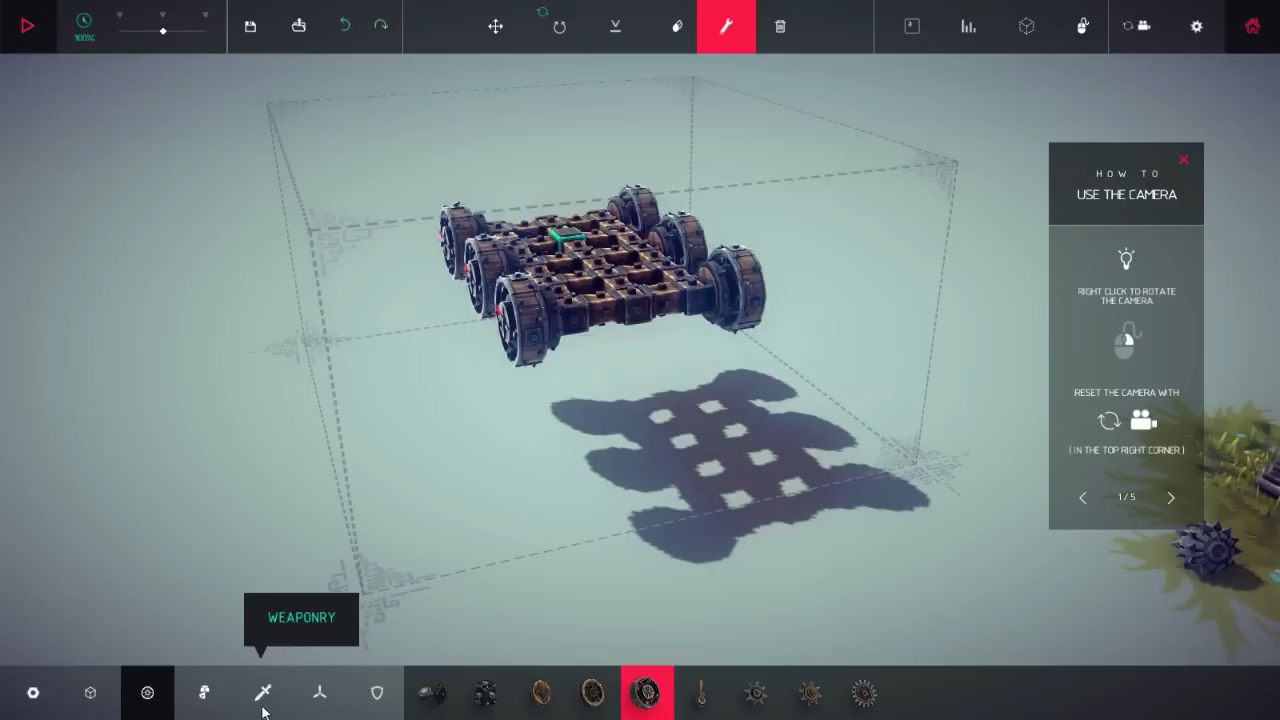 100%
HOW TO
USE THE CAMERA
RIGHT CLICK TO ROTATE
THE CAMERA
RESET THE CAMERA WITH
( IN THE TOP RIGHT CORNER )
1/5
WEAPONRY